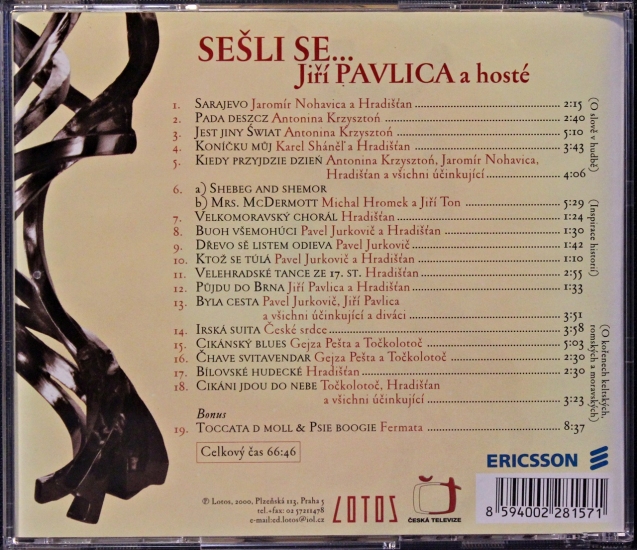 SEŠLI SE...
Jiří PAVLICA a hosté
1. Sarajevo Jaromír Nohavica a Hradišťan 2:15
2. Pada deszcz Antonina Krzysztoń 2:40
3. Jest jiny Świat Antonina Krzysztoń 5:10
4. Koníčku můj Karel Sháněl a Hradišťan 3:43
5. Kiedy przyjdzie dzień Antonina Krzysztoń, Jaromír Nohavica,
Hradišťan a všichni účinkující 4:06
(O slově v hudbě)
6. a) Shebeg and shemor
b) Mrs. McDermott Michal Hromek a Jiří Ton 5:29
7. Velkomoravský chorál Hradišťan 1:24
8. Buoh všemohúci Pavel Jurkovič a Hradišťan 1:30
9. Dřevo sě listem odieva Pavel Jurkovič 1:42
10. Ktož se túlá Pavel Jurkovič a Hradišťan 1:10
11. Velehradské tance ze 17. st. Hradišťan 2:55
12. Pújdu do Brna Jiří Pavlica a Hradišťan 1:33
13. Byla cesta Pavel Jurkovič, Jiří Pavlica
a všichni účinkující a diváci 3:51
(Inspirace historií)
14. Irská suita České srdce 3:58
15. Cikánský blues Gejza Pešta a Točkolotoč 5:03
16. Čhave svitavendar Gejza Pešta a Točkolotoč 2:30
17. Bílovské hudecké Hradišťan 2:30
18. Cikáni jdou do nebe Točkolotoč, Hradišťan
a všichni účinkující 3:23
(O kořenech keltských,
romských a moravských)
Bonus
19. Toccata d moll & Psie boogie Fermata 8:37
Celkový čas 66:46
ERICSSON
℗ Lotos, 2000, Plzeňská 113, Praha 5
tel.+fax: 02 57211478
e-mail:cd.lotos@iol.cz
LOTOS
ČT
ČESKÁ TELEVIZE
8 594002 281571